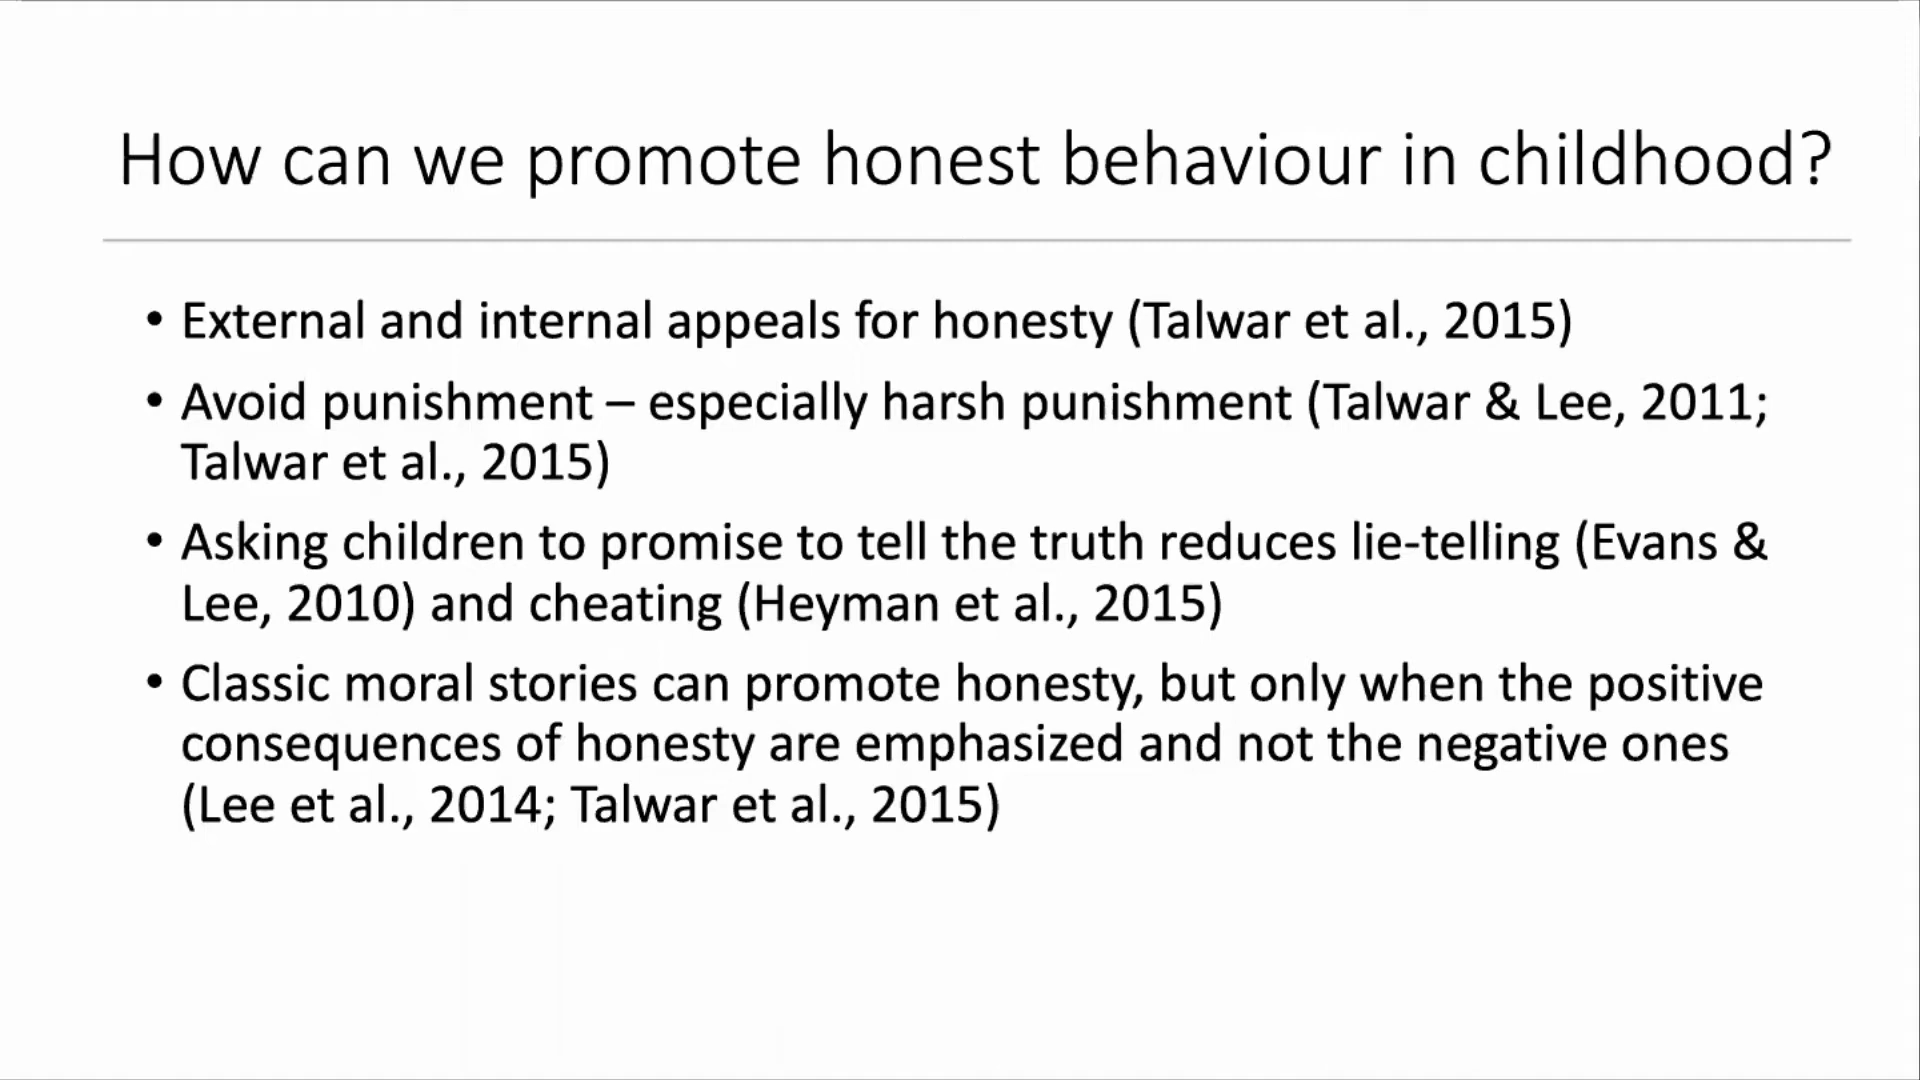 How can we promote honest behaviour in childhood?
• External and internal appeals for honesty (Talwar et al., 2015)
• Avoid punishment – especially harsh punishment (Talwar & Lee, 2011;
Talwar et al., 2015)
• Asking children to promise to tell the truth reduces lie-telling (Evans &
Lee, 2010) and cheating (Heyman et al., 2015)
• Classic moral stories can promote honesty, but only when the positive
consequences of honesty are emphasized and not the negative ones
(Lee et al., 2014; Talwar et al., 2015)